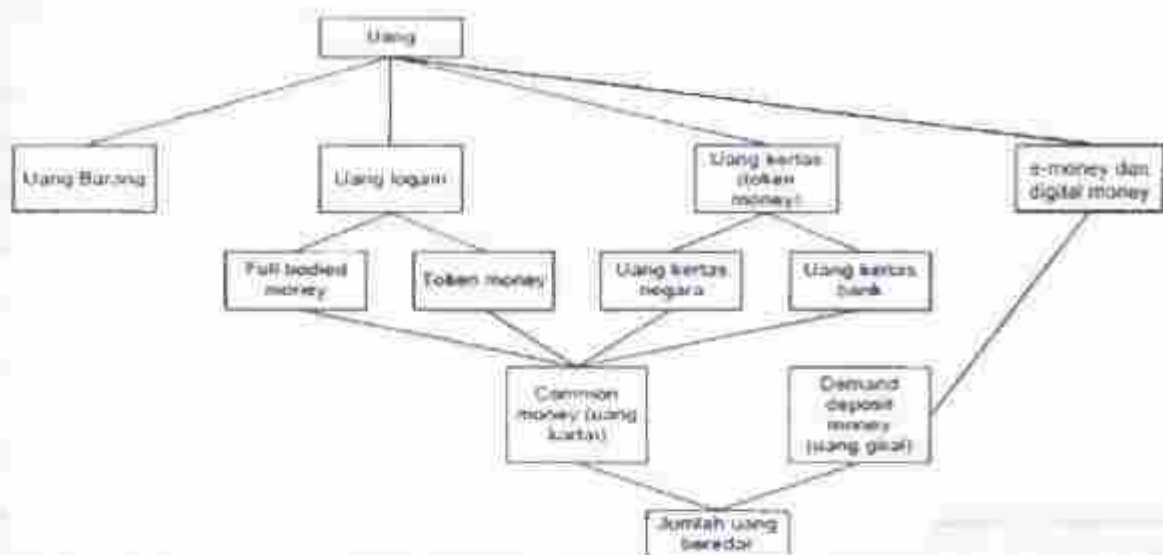 Uang
Uang Barang
Uang logam
Uang kertas
(token
money)
e-money dan
digital money
Full bodied
money
Token money
Uang kertas
negara
Uang kertas
bank
Common
money (uang
kartal)
Demand
deposit
money
(uang giral)
Jumlah uang
beredar